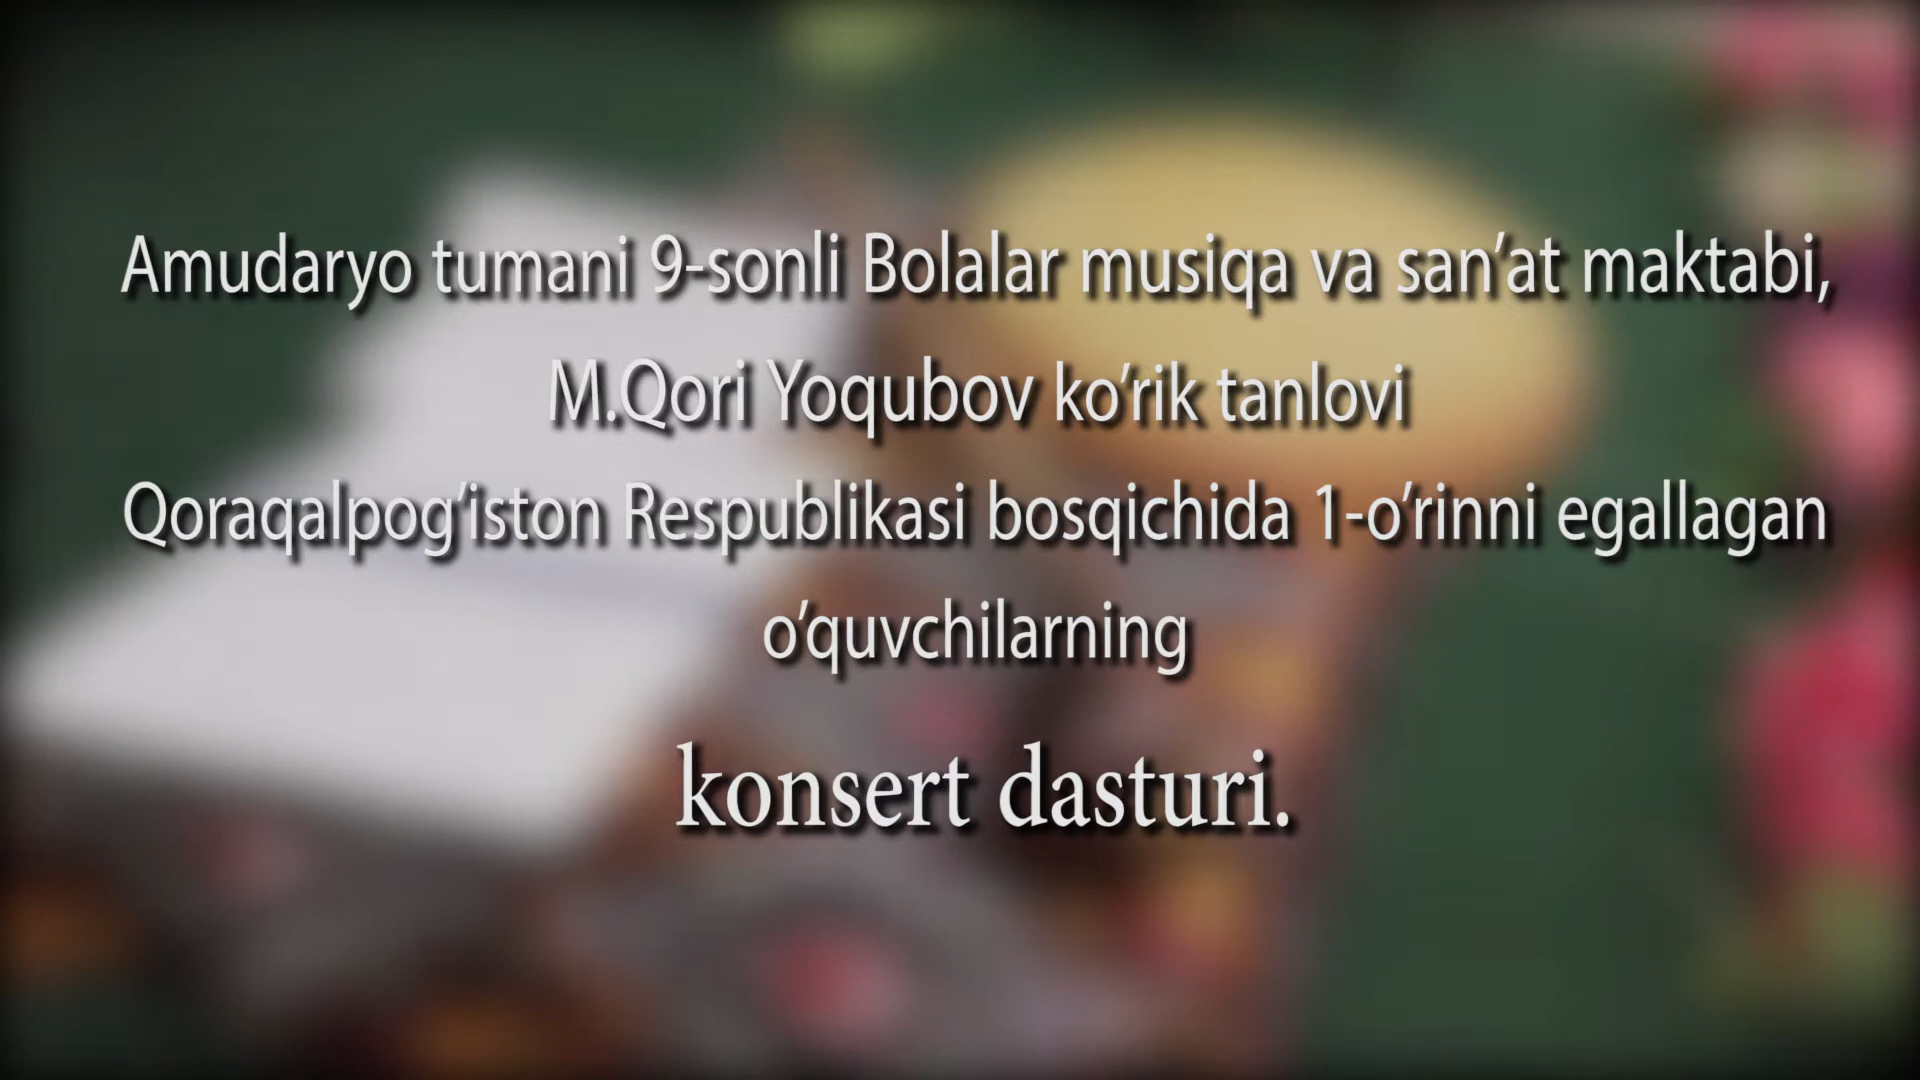 Amudaryo tumani 9-sonli Bolalar musiqa va san’at maktabi,
M.Qori Yoqubov ko’rik tanlovi
Qoraqalpog’iston Respublikasi bosqichida 1-o’rinni egallagan
o’quvchilarning
konsert dasturi.